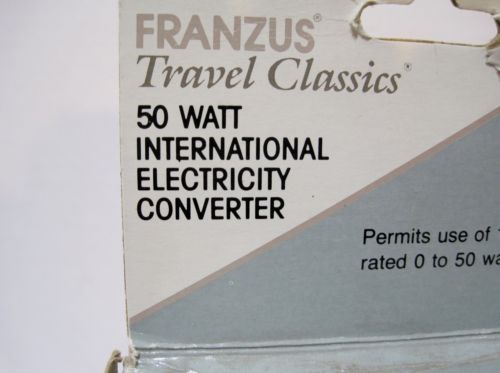 FRANZUS®
Travel Classics®
50 WATT
INTERNATIONAL
ELECTRICITY
CONVERTER
Permits use of
rated 0 to 50